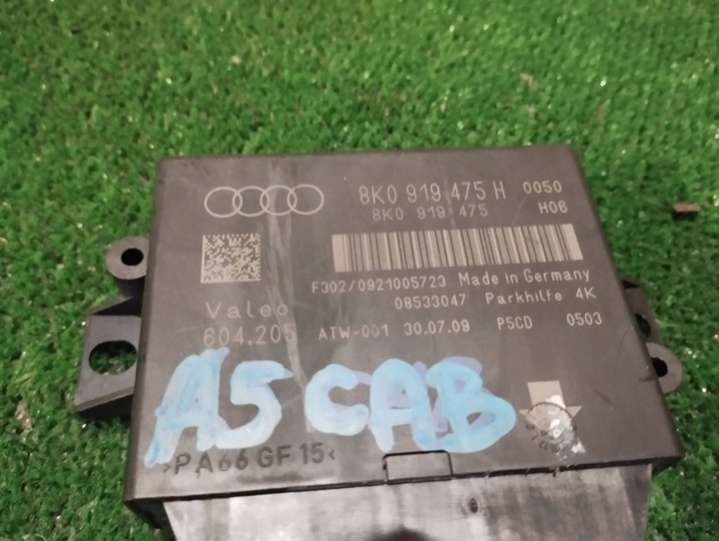 8K0 919 475 H 0050
8K0 919 475 H06
F302/0921005723 Made in Germany
08533047 Parkhilfe 4K
Valeo
604.205 ATW-001 30.07.09 P5CD 0503
A5 CAB
>PA66 GF15<